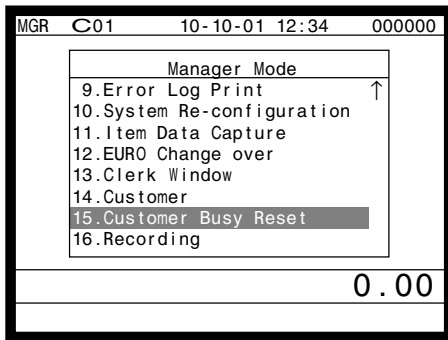 MGR C01 10-10-01 12:34 000000
Manager Mode
9.Error Log Print ↑
10.System Re-configuration
11.Item Data Capture
12.EURO Change over
13.Clerk Window
14.Customer
15.Customer Busy Reset
16.Recording
0.00